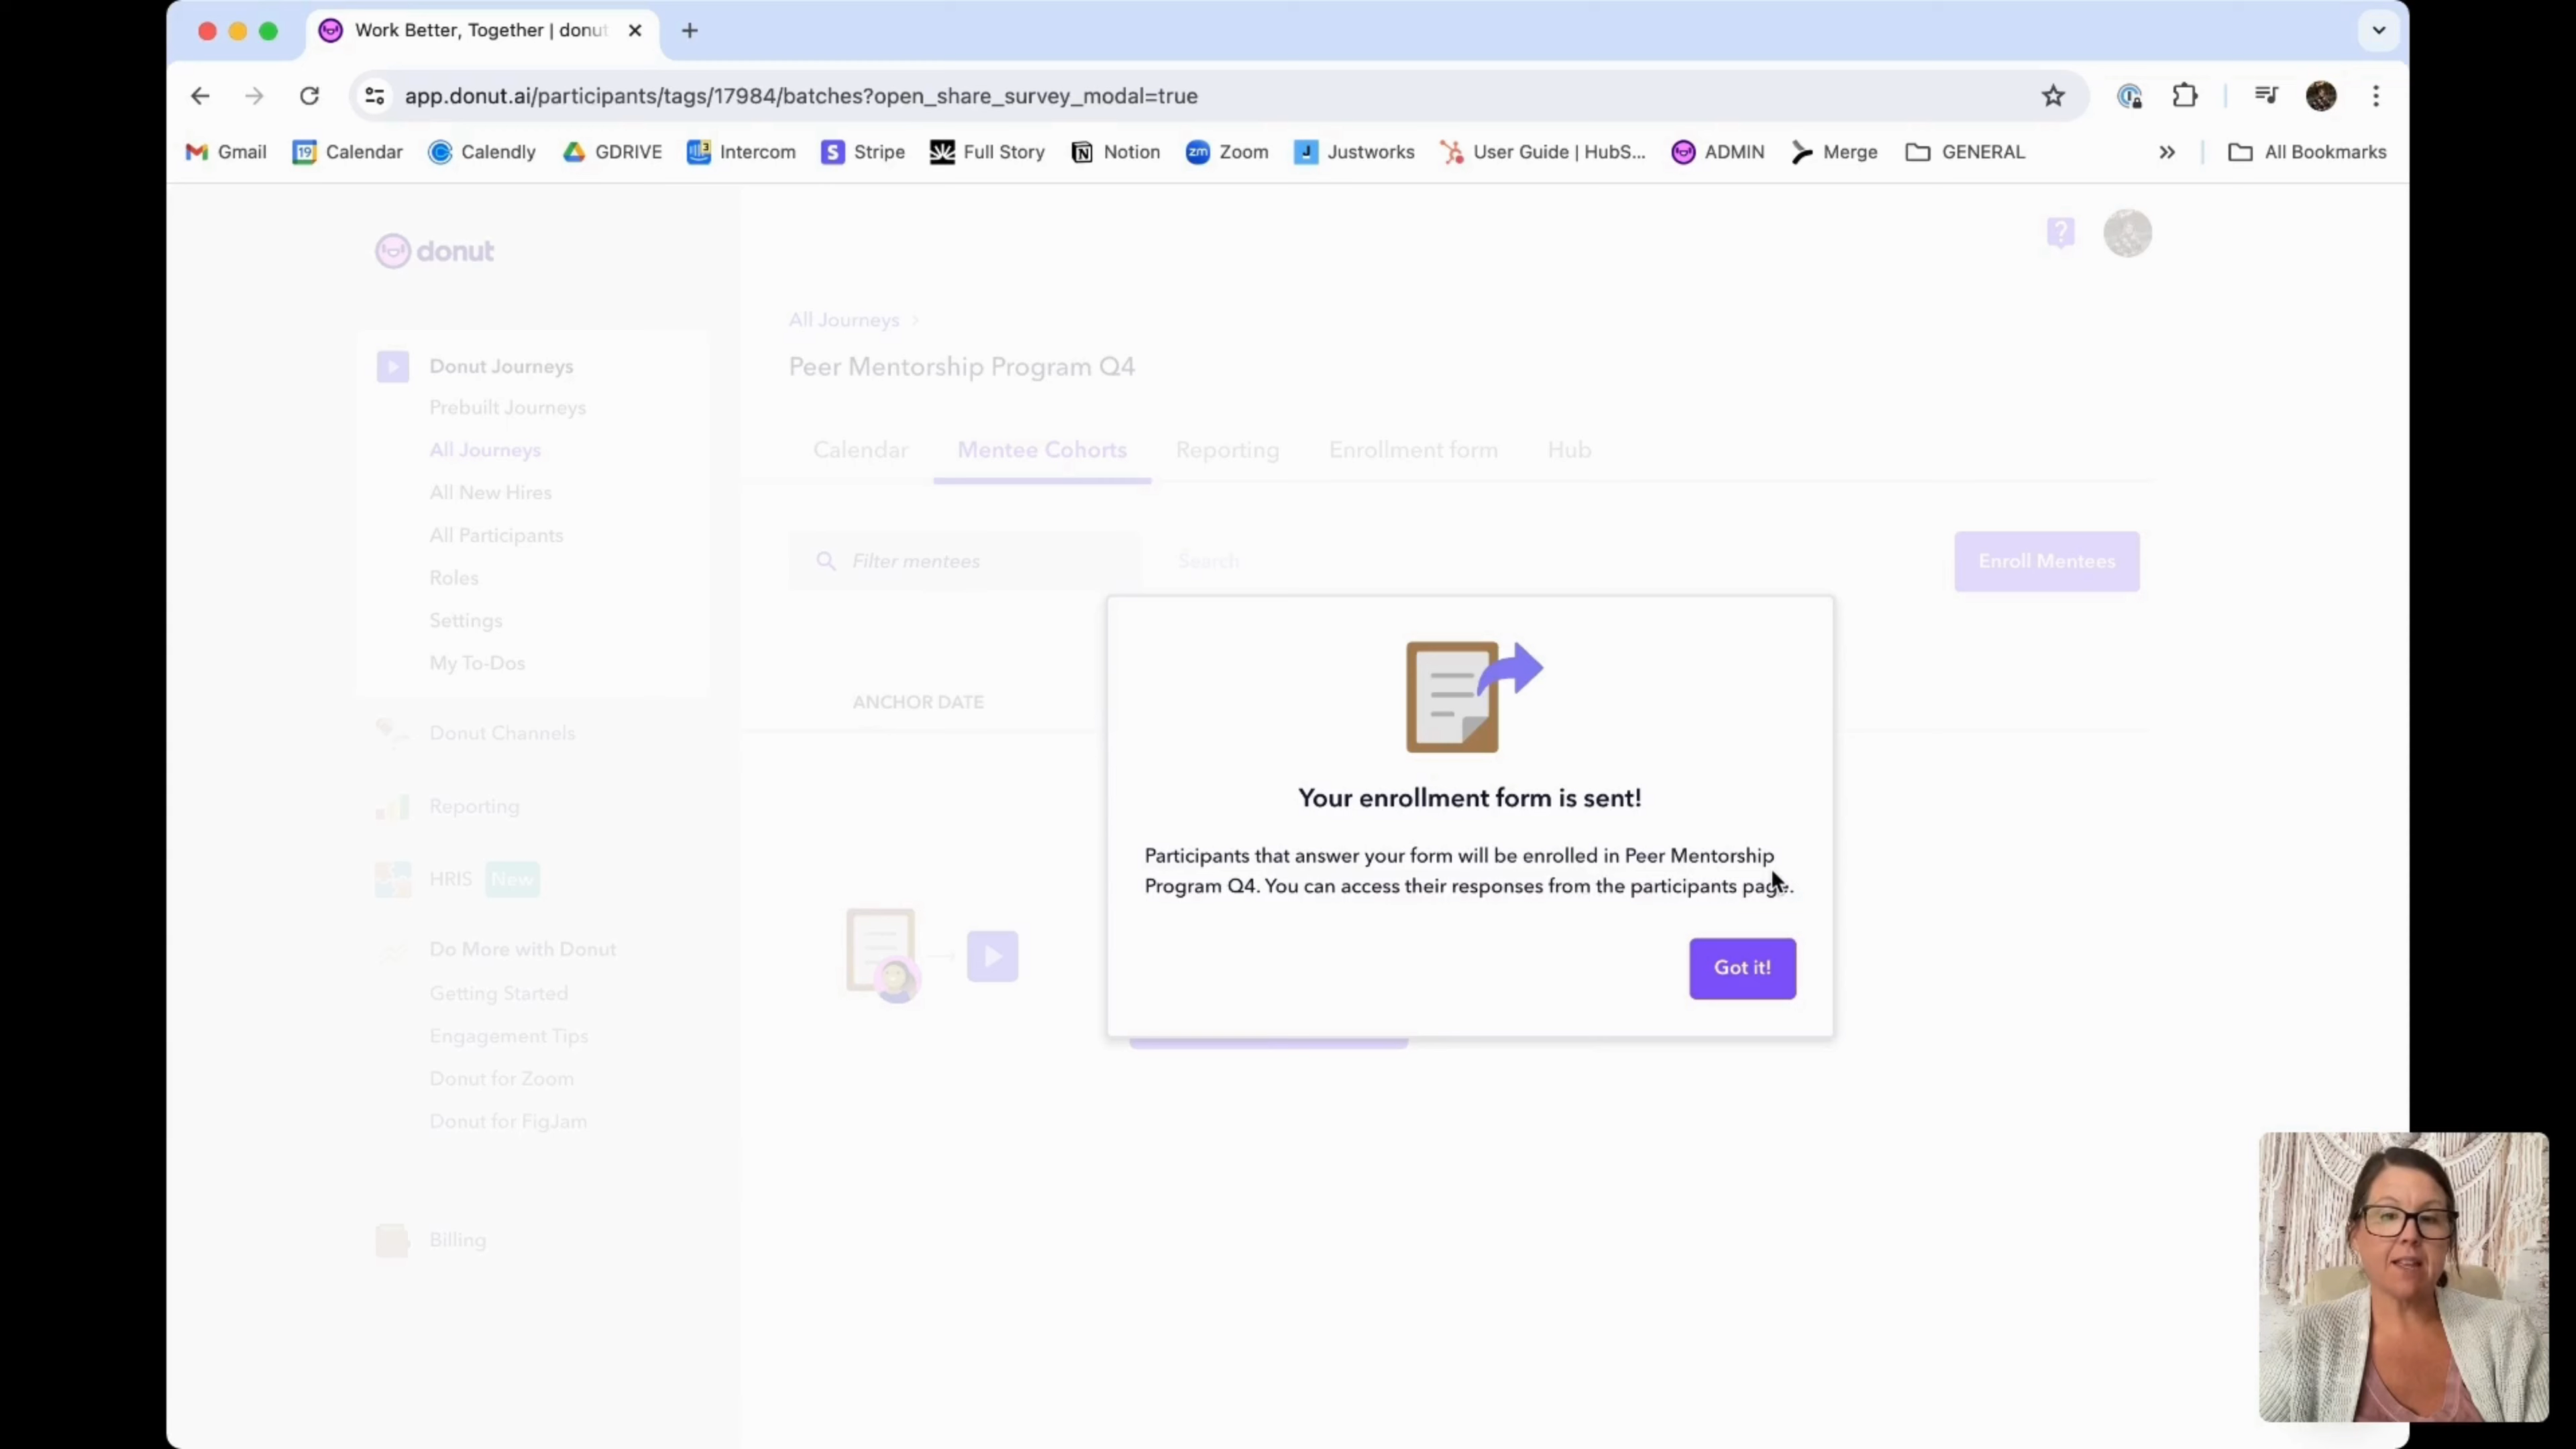 Work Better, Together | donut
app.donut.ai/participants/tags/17984/batches?open_share_survey_modal=true
Gmail
19
Calendar
Calendly
GDRIVE
3
Intercom
S
Stripe
Full Story
Notion
zm
Zoom
J
Justworks
User Guide | HubS...
ADMIN
Merge
GENERAL
All Bookmarks
donut
?
All Journeys
Peer Mentorship Program Q4
Donut Journeys
Prebuilt Journeys
All Journeys
All New Hires
All Participants
Roles
Settings
My To-Dos
Donut Channels
Reporting
HRIS New
Do More with Donut
Getting Started
Engagement Tips
Donut for Zoom
Donut for FigJam
Billing
Calendar
Mentee Cohorts
Reporting
Enrollment form
Hub
Filter mentees
Search
Enroll Mentees
ANCHOR DATE
Your enrollment form is sent!
Participants that answer your form will be enrolled in Peer Mentorship
Program Q4. You can access their responses from the participants page.
Got it!